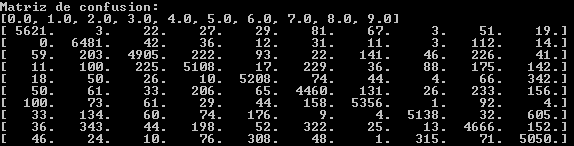 Matriz de confusion:
[0.0, 1.0, 2.0, 3.0, 4.0, 5.0, 6.0, 7.0, 8.0, 9.0]
[ 5621. 3. 22. 27. 29. 81. 67. 3. 51. 19.]
[ 0. 6481. 42. 36. 12. 31. 11. 3. 112. 14.]
[ 59. 203. 4905. 222. 93. 22. 141. 46. 226. 41.]
[ 11. 100. 225. 5108. 17. 229. 36. 88. 175. 142.]
[ 18. 50. 26. 10. 5208. 74. 44. 4. 66. 342.]
[ 50. 61. 33. 206. 65. 4460. 131. 26. 233. 156.]
[ 100. 73. 61. 29. 44. 158. 5356. 1. 92. 4.]
[ 33. 134. 60. 74. 176. 9. 4. 5138. 32. 605.]
[ 36. 343. 44. 198. 52. 322. 25. 13. 4666. 152.]
[ 46. 24. 10. 76. 308. 48. 1. 315. 71. 5050.]